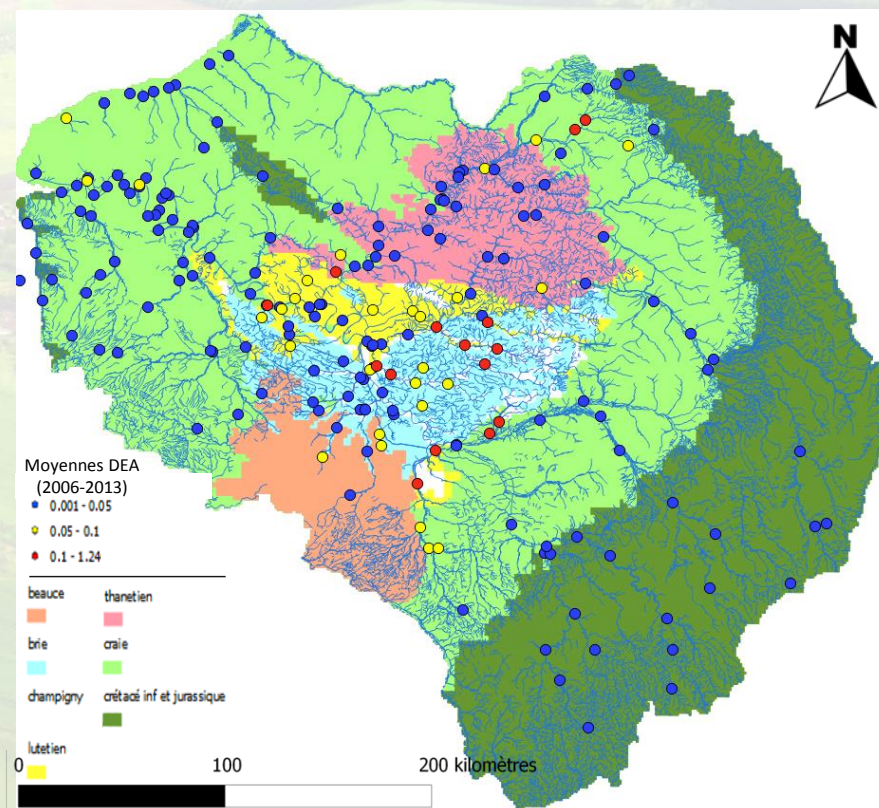 N
Moyennes DEA
(2006-2013)
0.001 - 0.05
0.05 - 0.1
0.1 - 1.24
beauce thanetien
brie craie
champigny crétacé inf et jurassique
lutetien
0 100 200 kilomètres